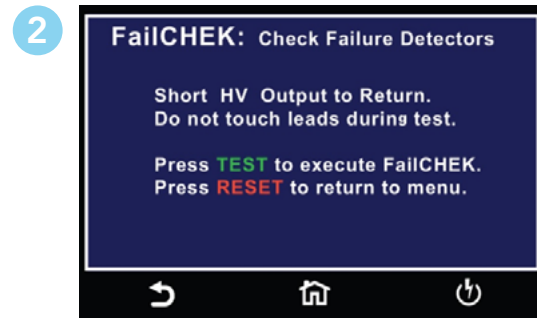 2
FailCHEK: Check Failure Detectors
Short HV Output to Return.
Do not touch leads during test.
Press TEST to execute FailCHEK.
Press RESET to return to menu.